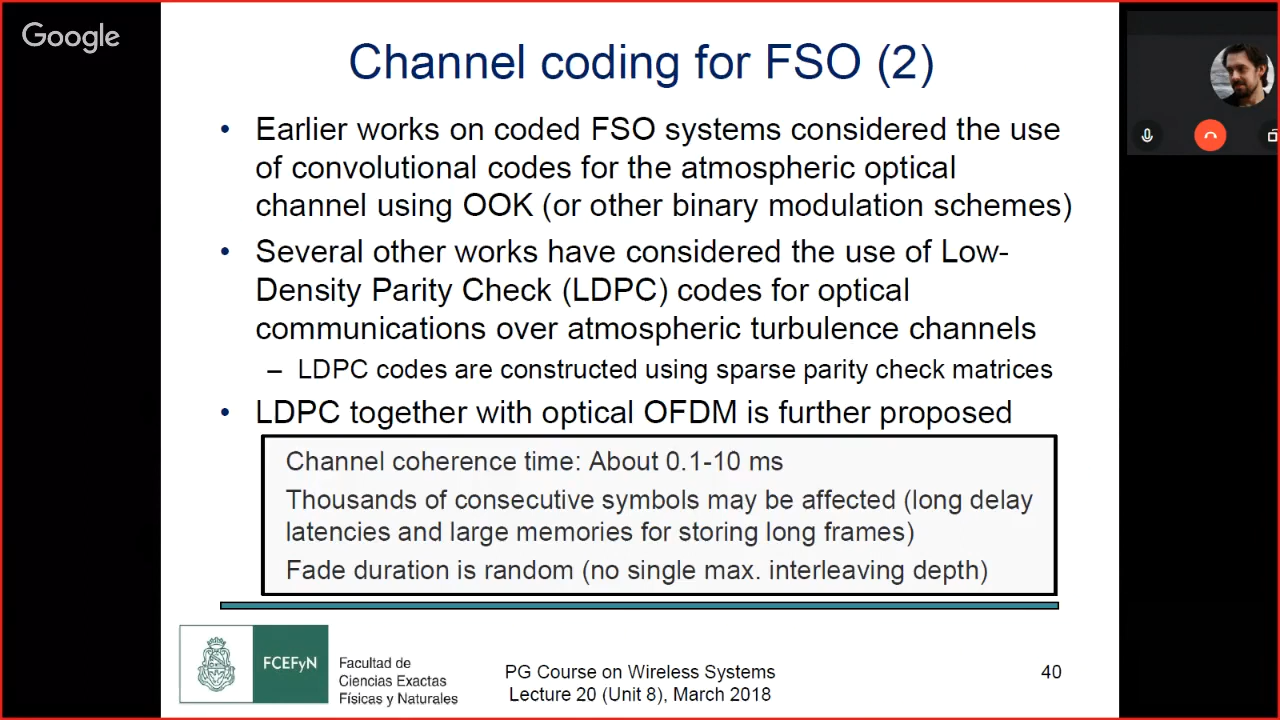 Google
Channel coding for FSO (2)
• Earlier works on coded FSO systems considered the use
of convolutional codes for the atmospheric optical
channel using OOK (or other binary modulation schemes)
• Several other works have considered the use of Low-
Density Parity Check (LDPC) codes for optical
communications over atmospheric turbulence channels
– LDPC codes are constructed using sparse parity check matrices
• LDPC together with optical OFDM is further proposed
Channel coherence time: About 0.1-10 ms
Thousands of consecutive symbols may be affected (long delay
latencies and large memories for storing long frames)
Fade duration is random (no single max. interleaving depth)
FCEFyN
Facultad de
Ciencias Exactas
Físicas y Naturales
PG Course on Wireless Systems
Lecture 20 (Unit 8), March 2018
40